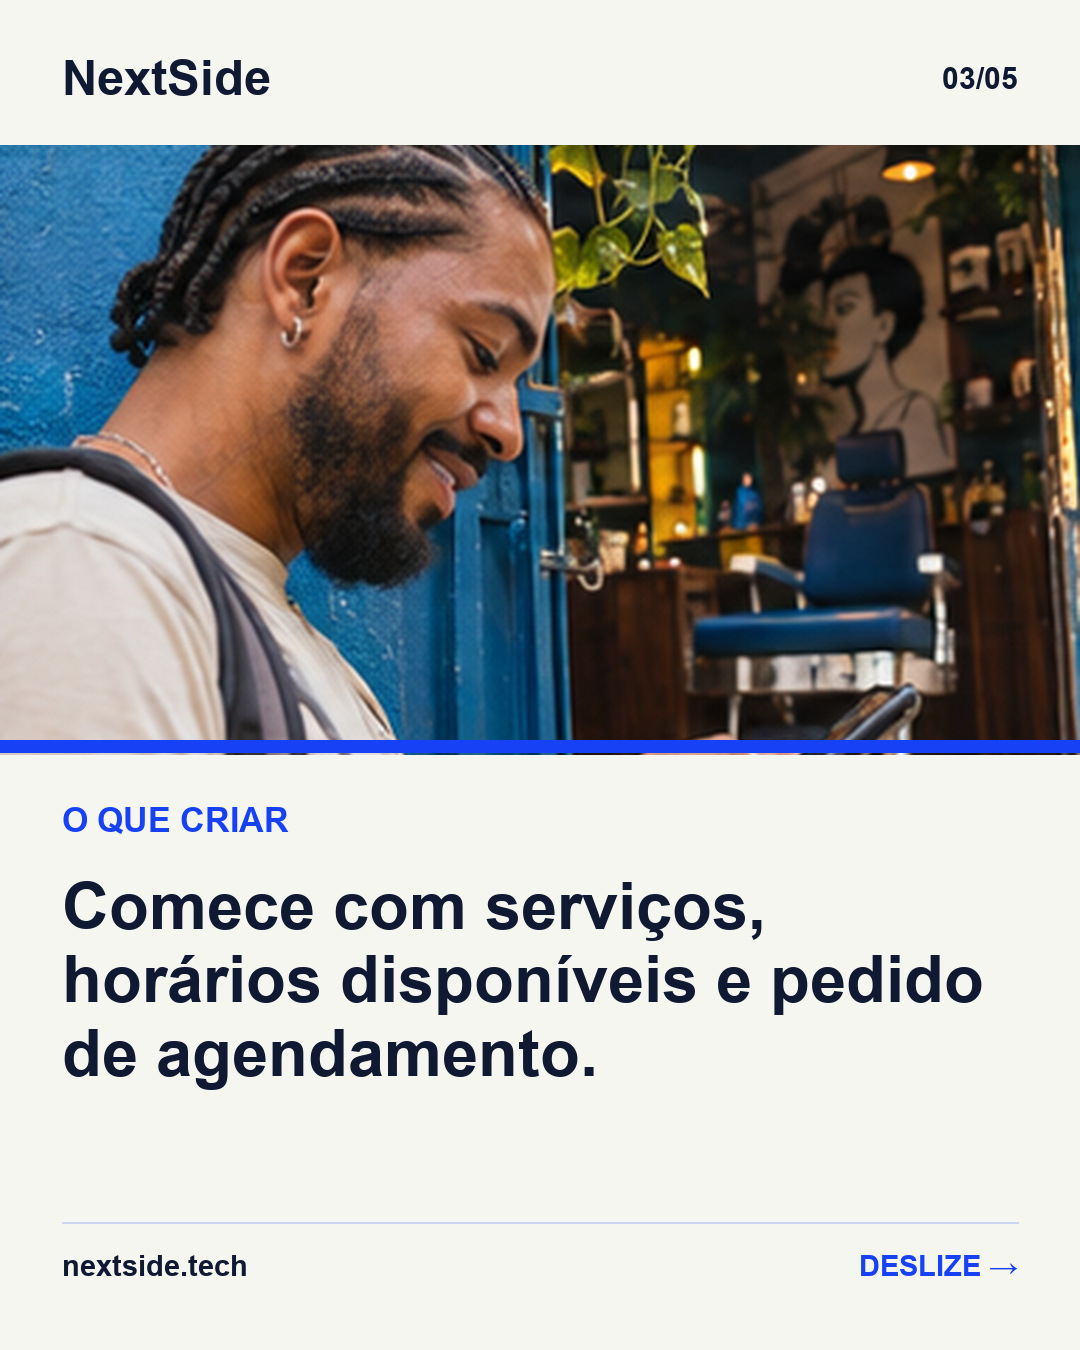 NextSide
03/05
O QUE CRIAR
Comece com serviços,
horários disponíveis e pedido
de agendamento.
nextside.tech
DESLIZE →